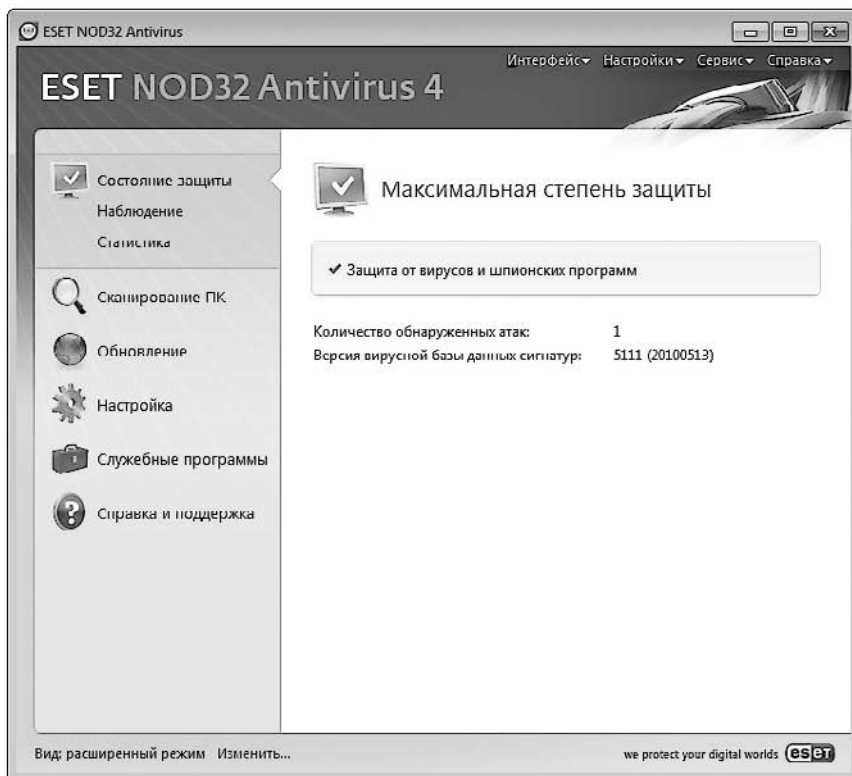 ESET NOD32 Antivirus
Интерфейс Настройки Сервис Справка
ESET NOD32 Antivirus 4
Состояние защиты
Наблюдение
Статистика
Сканирование ПК
Обновление
Настройка
Служебные программы
Справка и поддержка
Максимальная степень защиты
Защита от вирусов и шпионских программ
Количество обнаруженных атак: 1
Версия вирусной базы данных сигнатур: 5111 (20100513)
Вид: расширенный режим Изменить...
we protect your digital worlds eseT